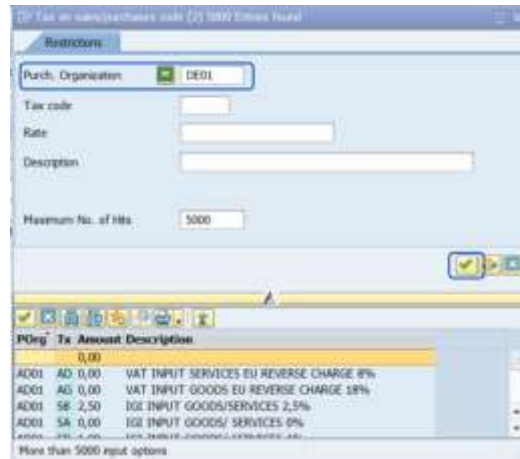 Tax on sales/purchases code (2) 5000 Entries found
Restrictions
Purch. Organization DE01
Tax code
Rate
Description
Maximum No. of Hits 5000
POrg Tx Amount Description
0,00
AD01 AD 0,00 VAT INPUT SERVICES EU REVERSE CHARGE 8%
AD01 AG 0,00 VAT INPUT GOODS EU REVERSE CHARGE 18%
AD01 5B 2,50 IGI INPUT GOODS/SERVICES 2,5%
AD01 5A 0,00 IGI INPUT GOODS/ SERVICES 0%
AD01
More than 5000 input options